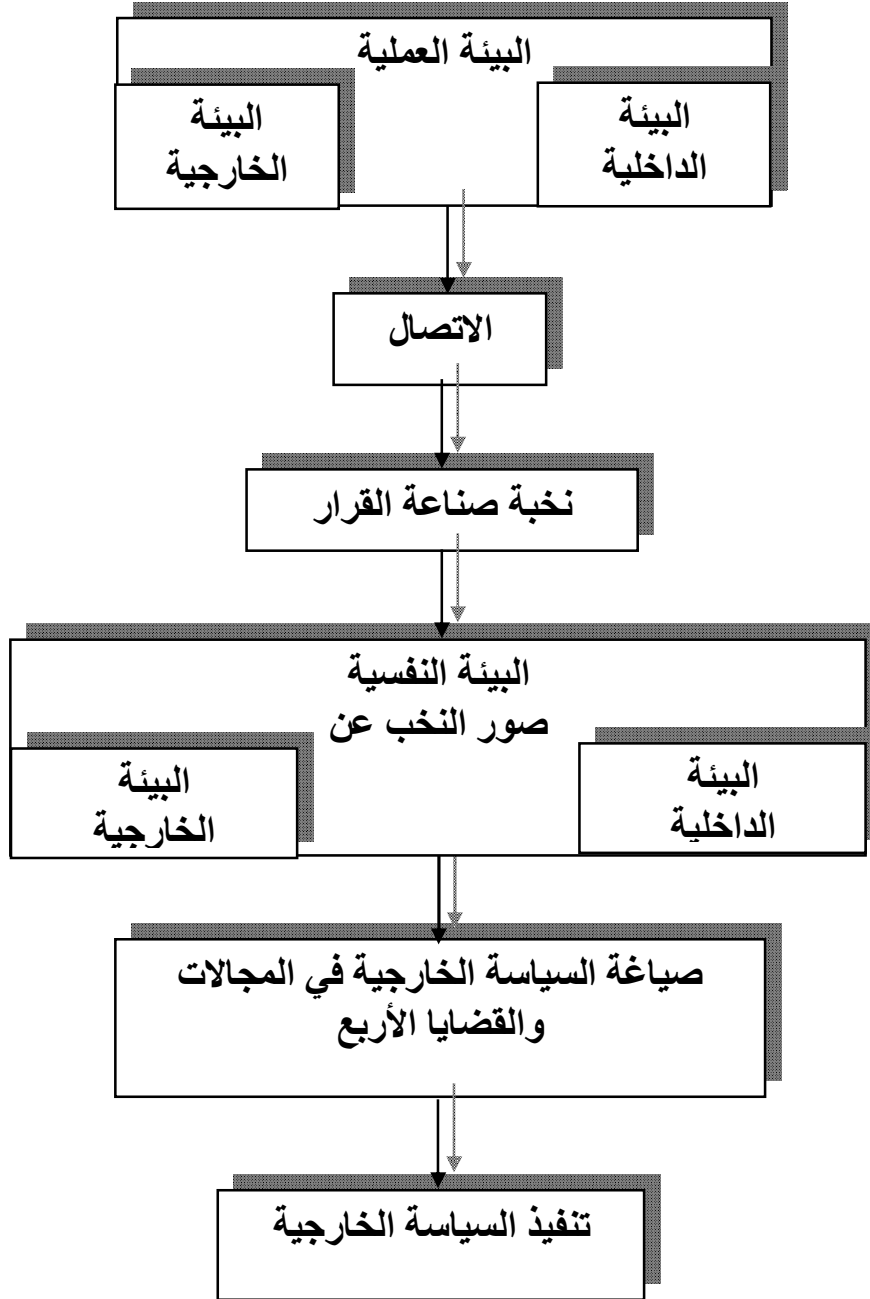 البيئة العملية
البيئة
الداخلية
البيئة
الخارجية
الاتصال
نخبة صناعة القرار
البيئة النفسية
صور النخب عن
البيئة
الداخلية
البيئة
الخارجية
صياغة السياسة الخارجية في المجالات
والقضايا الأربع
تنفيذ السياسة الخارجية